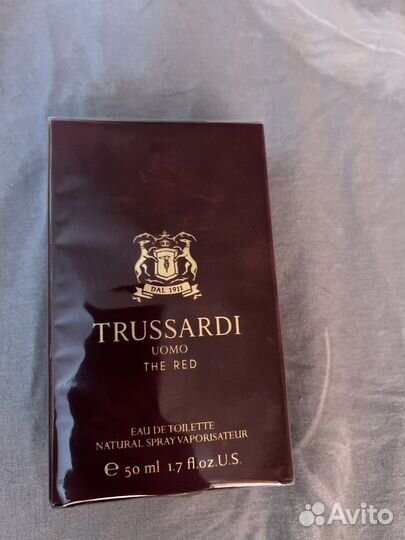 DAL 1911
TRUSSARDI
UOMO
THE RED
EAU DE TOILETTE
NATURAL SPRAY VAPORISATEUR
e 50 ml 1.7 fl.oz.U.S.
Avito